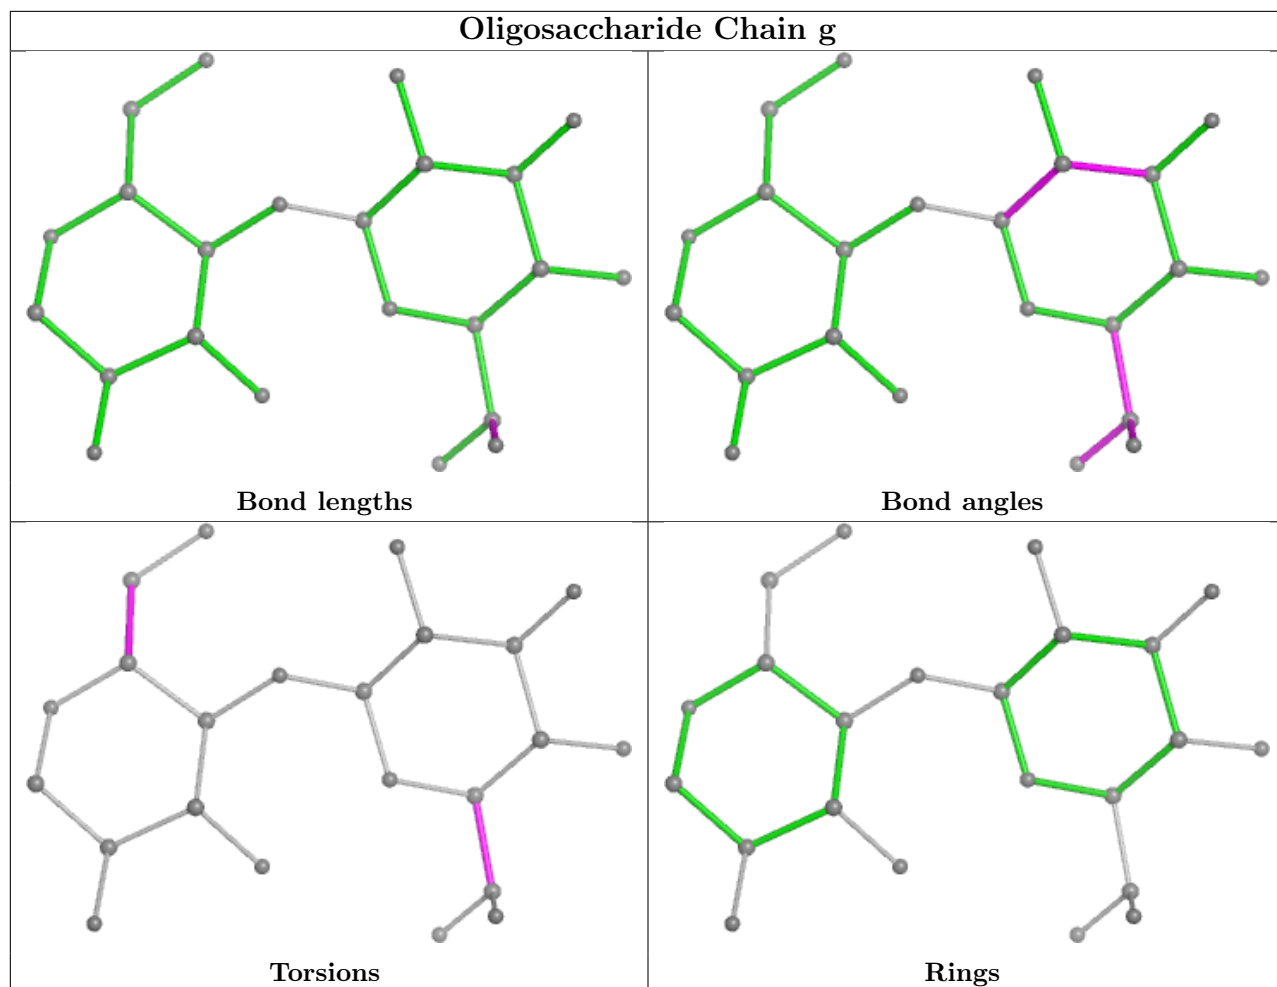 Oligosaccharide Chain g
Bond lengths
Bond angles
Torsions
Rings